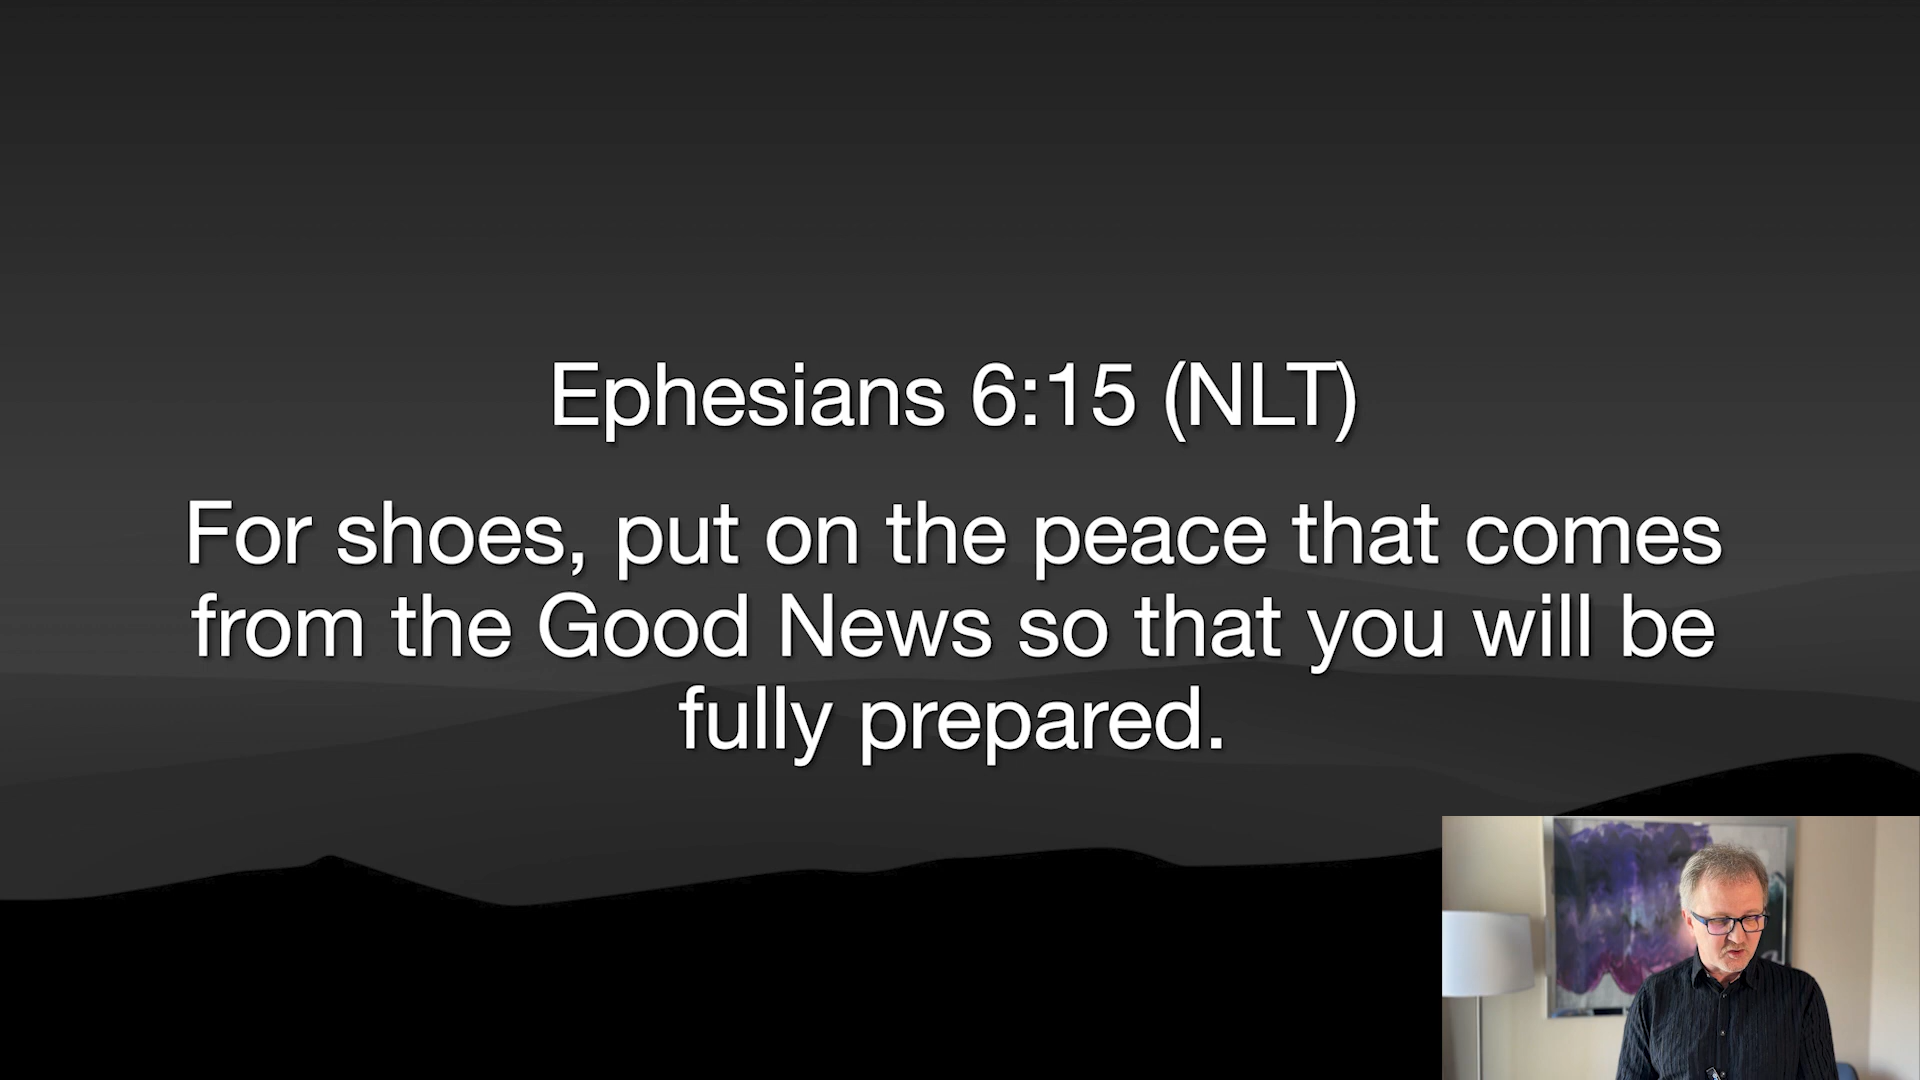 Ephesians 6:15 (NLT)
For shoes, put on the peace that comes
from the Good News so that you will be
fully prepared.